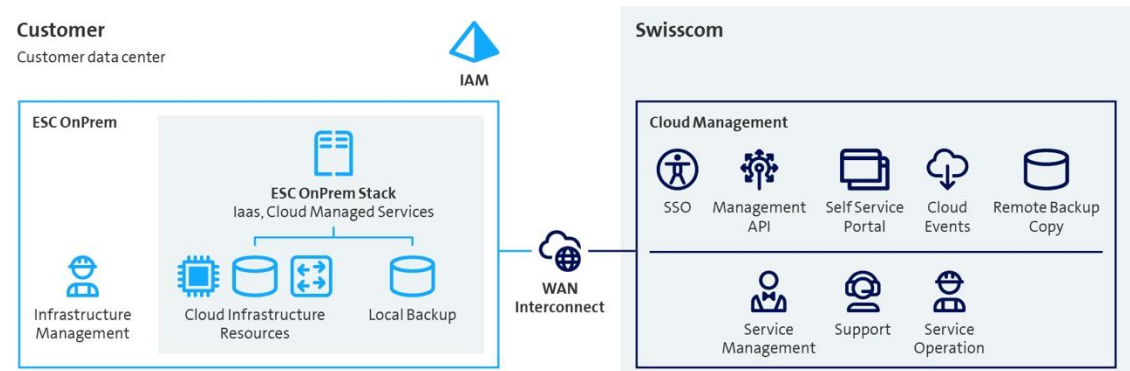 Customer
Customer data center
IAM
ESC OnPrem
ESC OnPrem Stack
Iaas, Cloud Managed Services
Infrastructure
Management
Cloud Infrastructure
Resources
Local Backup
WAN
Interconnect
Swisscom
Cloud Management
SSO
Management
API
Self Service
Portal
Cloud
Events
Remote Backup
Copy
Service
Management
Support
Service
Operation